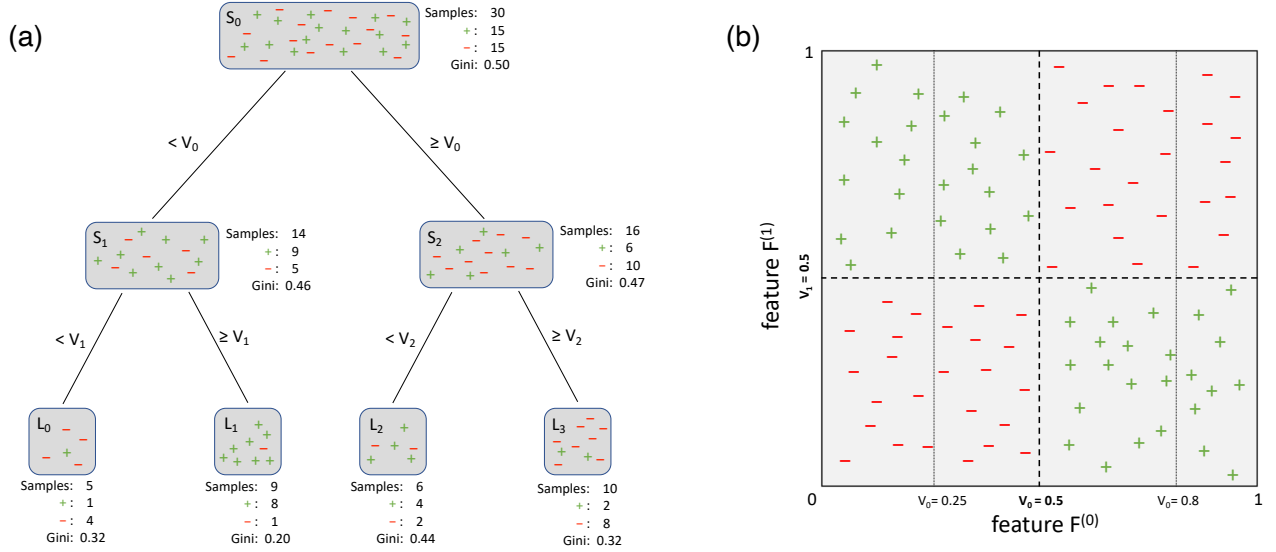 (a)
S0
Samples: 30
+: 15
−: 15
Gini: 0.50
< V0
≥ V0
S1
Samples: 14
+: 9
−: 5
Gini: 0.46
S2
Samples: 16
+: 6
−: 10
Gini: 0.47
< V1
≥ V1
< V2
≥ V2
L0
Samples: 5
+: 1
−: 4
Gini: 0.32
L1
Samples: 9
+: 8
−: 1
Gini: 0.20
L2
Samples: 6
+: 4
−: 2
Gini: 0.44
L3
Samples: 10
+: 2
−: 8
Gini: 0.32
(b)
1
feature F(1)
V1 = 0.5
0
V0 = 0.25
V0 = 0.5
V0 = 0.8
1
feature F(0)